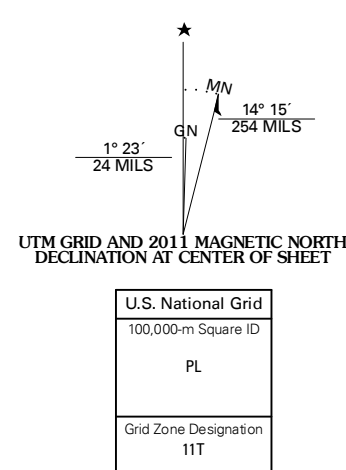 ★
MN
GN
14° 15´
254 MILS
1° 23´
24 MILS
UTM GRID AND 2011 MAGNETIC NORTH
DECLINATION AT CENTER OF SHEET
U.S. National Grid
100,000-m Square ID
PL
Grid Zone Designation
11T